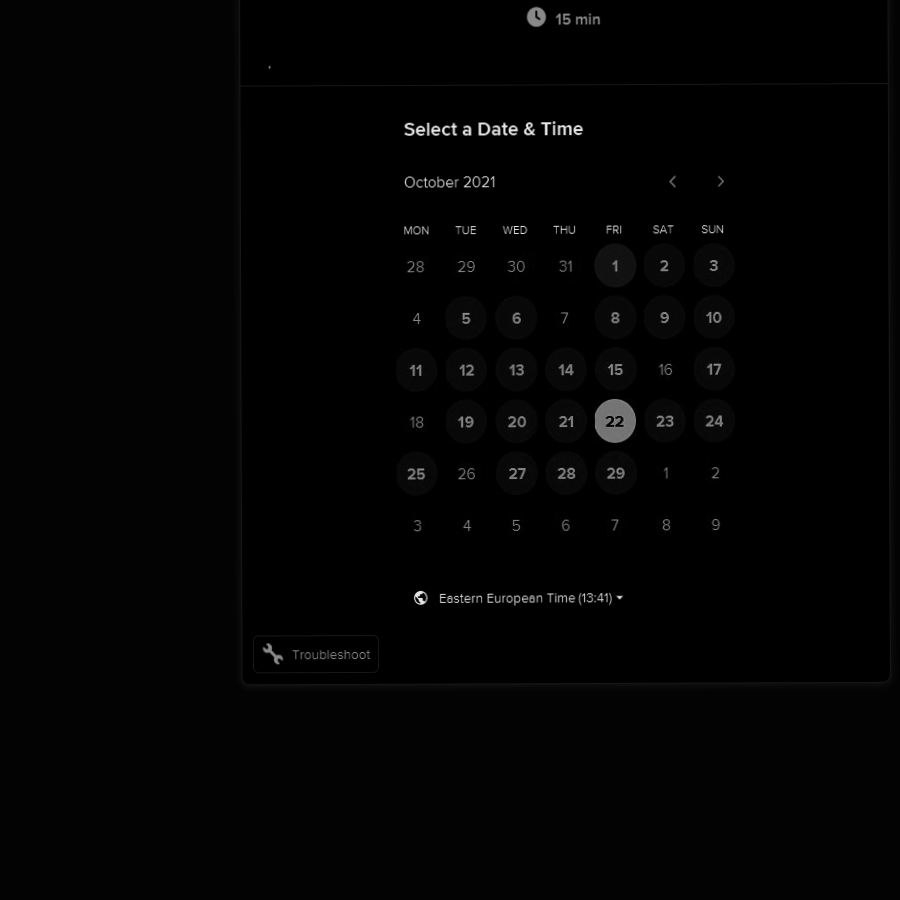 15 min
Select a Date & Time
October 2021
MON TUE WED THU FRI SAT SUN
28 29 30 31 1 2 3
4 5 6 7 8 9 10
11 12 13 14 15 16 17
18 19 20 21 22 23 24
25 26 27 28 29 1 2
3 4 5 6 7 8 9
Eastern European Time (13:41)
Troubleshoot